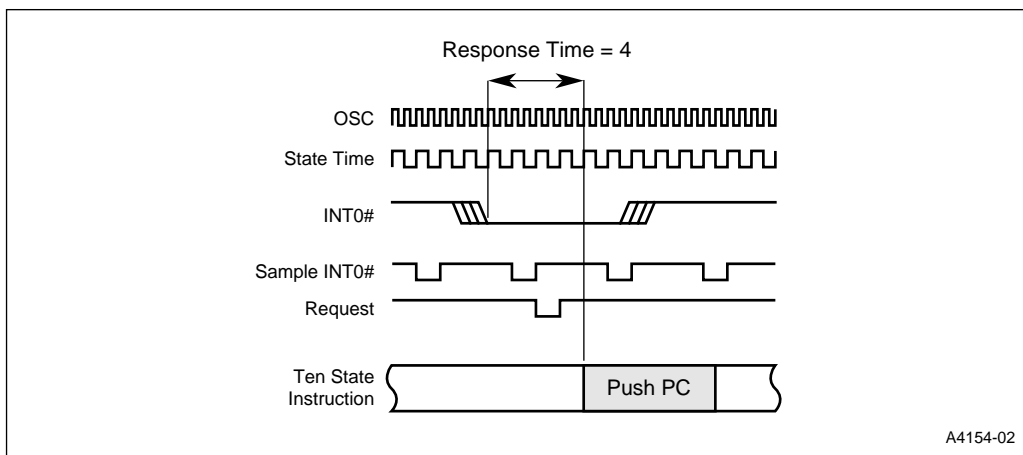 Response Time = 4
OSC
State Time
INT0#
Sample INT0#
Request
Ten State
Instruction
Push PC
A4154-02